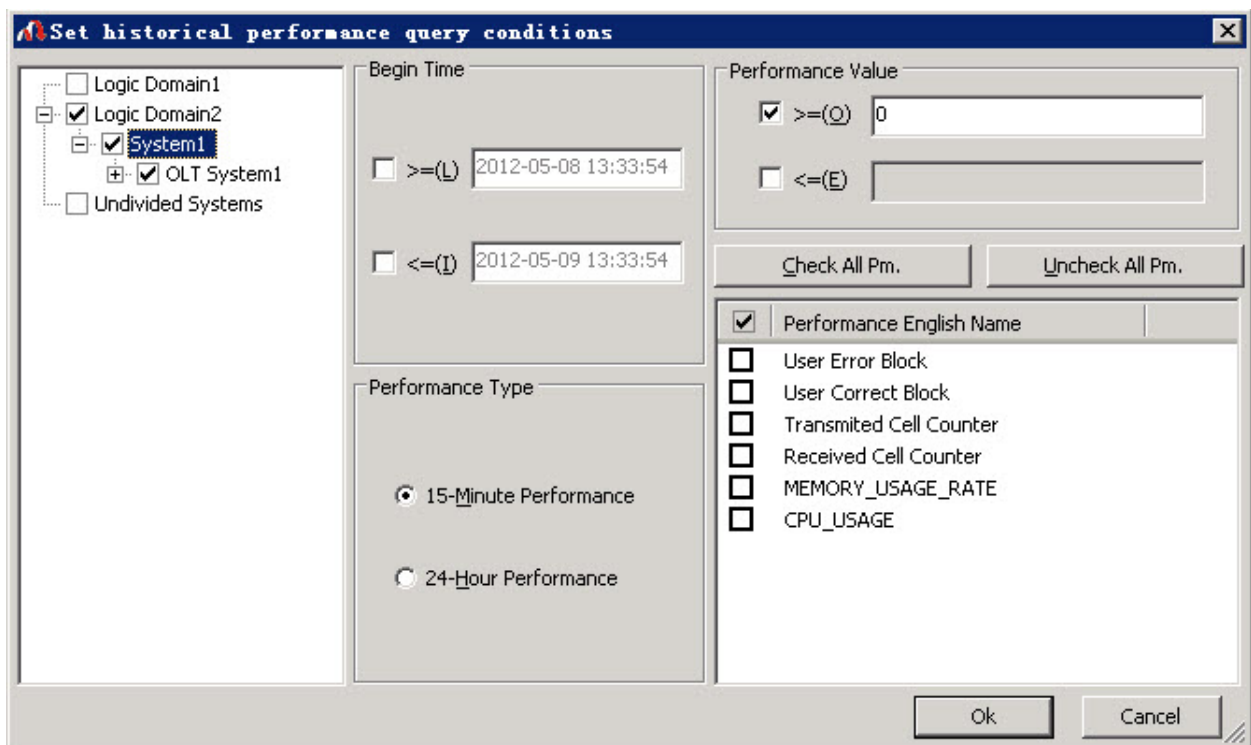 Set historical performance query conditions
Logic Domain1
Logic Domain2
System1
OLT System1
Undivided Systems
Begin Time
>=(L) 2012-05-08 13:33:54
<=(I) 2012-05-09 13:33:54
Performance Type
15-Minute Performance
24-Hour Performance
Performance Value
>=(O) 0
<=(E)
Check All Pm. Uncheck All Pm.
Performance English Name
User Error Block
User Correct Block
Transmited Cell Counter
Received Cell Counter
MEMORY_USAGE_RATE
CPU_USAGE
Ok Cancel